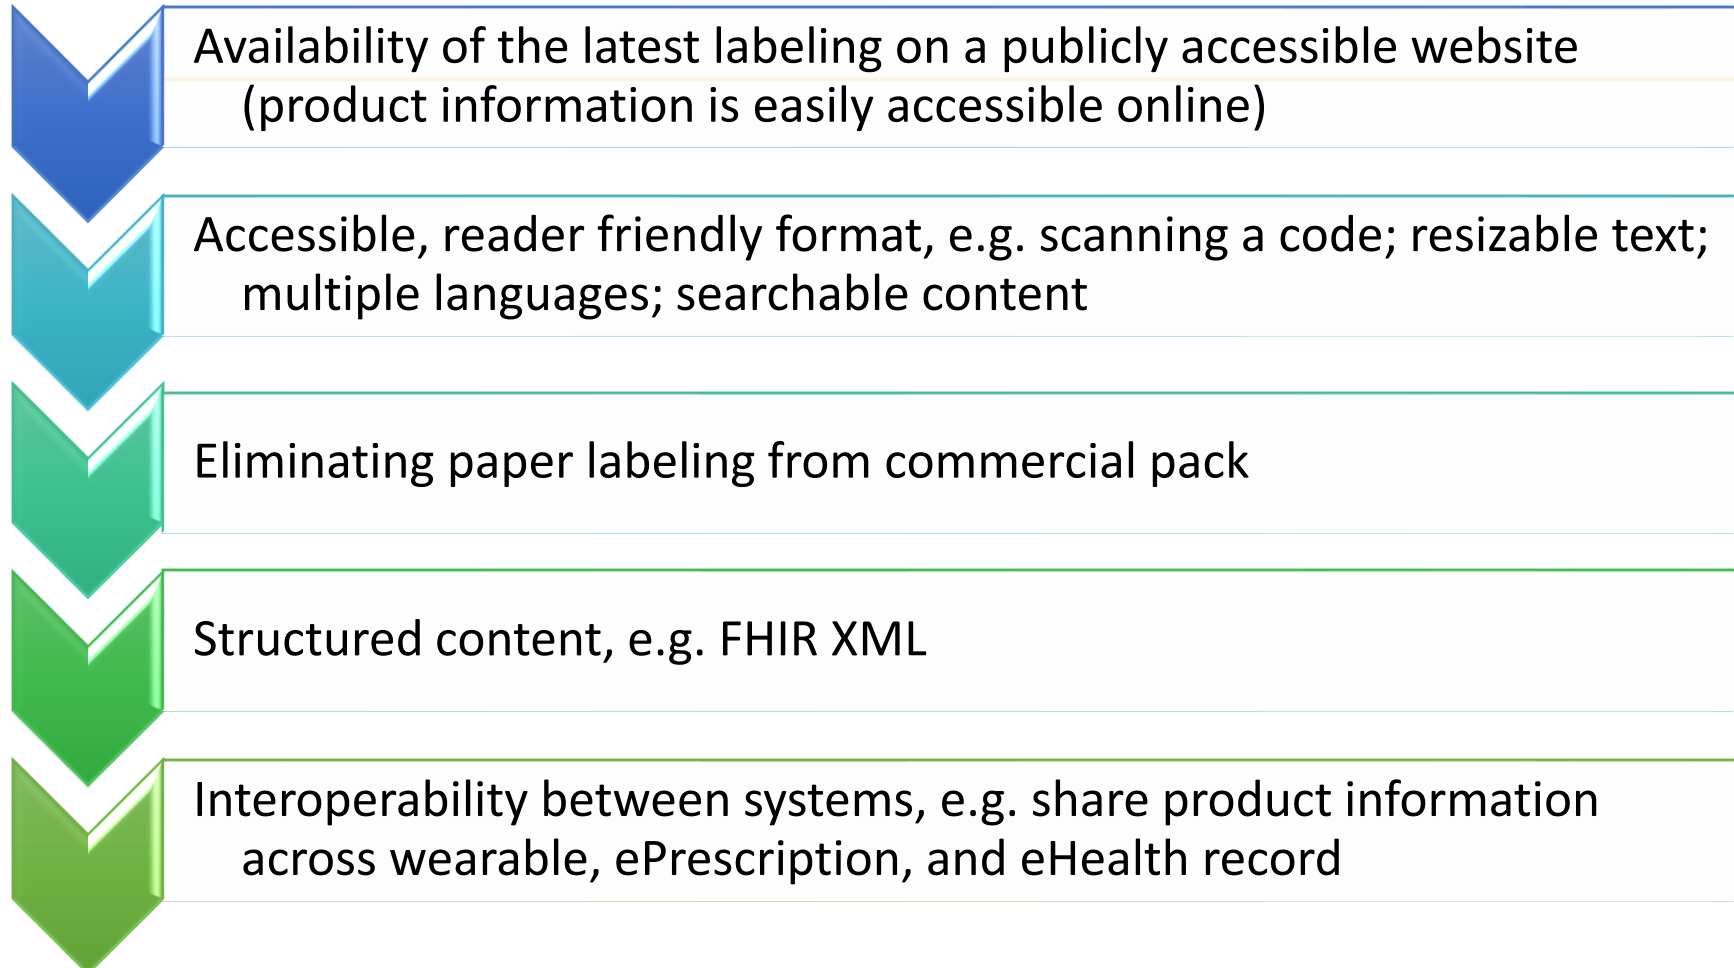 Availability of the latest labeling on a publicly accessible website
(product information is easily accessible online)
Accessible, reader friendly format, e.g. scanning a code; resizable text;
multiple languages; searchable content
Eliminating paper labeling from commercial pack
Structured content, e.g. FHIR XML
Interoperability between systems, e.g. share product information
across wearable, ePrescription, and eHealth record